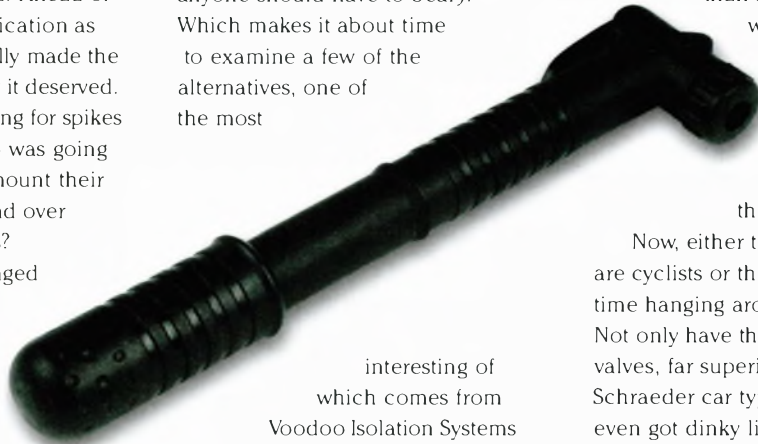 ication as
lly made the
it deserved.
ng for spikes
was going
ount their
nd over
?
nged
Which makes it about time
to examine a few of the
alternatives, one of
the most
interesting of
which comes from
Voodoo Isolation Systems
w
th
Now, either t
are cyclists or th
time hanging aro
Not only have th
valves, far superi
Schraeder car ty
even got dinky li